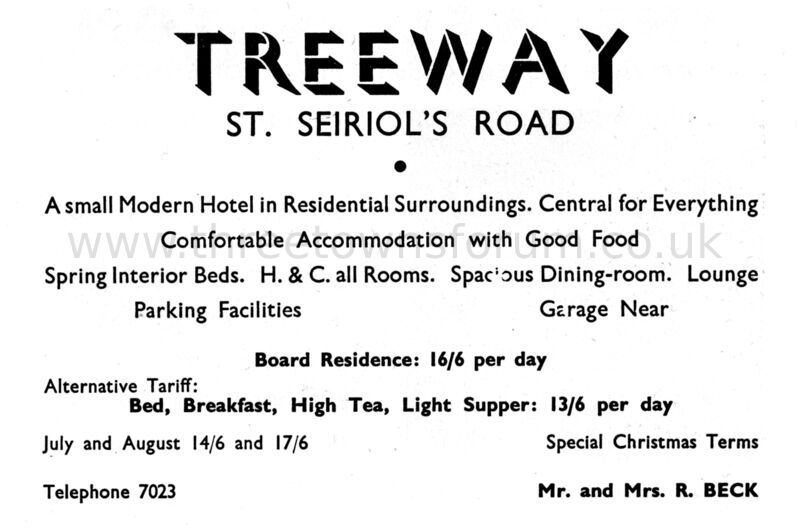 TREEWAY
ST. SEIRIOL'S ROAD
A small Modern Hotel in Residential Surroundings. Central for Everything
www.threetownsforum.co.uk
Comfortable Accommodation with Good Food
Spring Interior Beds. H. & C. all Rooms. Spacious Dining-room. Lounge
Parking Facilities Garage Near
Board Residence: 16/6 per day
Alternative Tariff:
Bed, Breakfast, High Tea, Light Supper: 13/6 per day
July and August 14/6 and 17/6 Special Christmas Terms
Telephone 7023 Mr. and Mrs. R. BECK